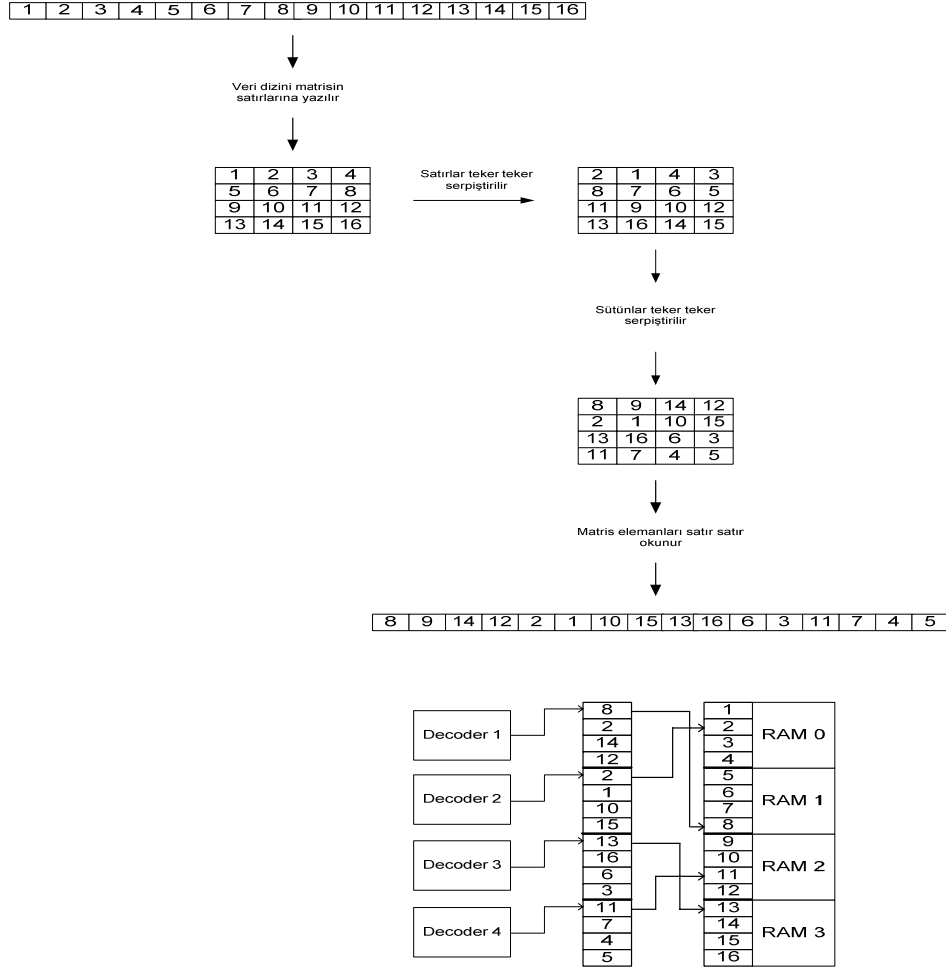 1 2 3 4 5 6 7 8 9 10 11 12 13 14 15 16
Veri dizini matrisin
satırlarına yazılır
1 2 3 4
5 6 7 8
9 10 11 12
13 14 15 16
Satırlar teker teker
serpiştirilir
2 1 4 3
8 7 6 5
11 9 10 12
13 16 14 15
Sütünlar teker teker
serpiştirilir
8 9 14 12
2 1 10 15
13 16 6 3
11 7 4 5
Matris elemanları satır satır
okunur
8 9 14 12 2 1 10 15 13 16 6 3 11 7 4 5
Decoder 1
Decoder 2
Decoder 3
Decoder 4
8
2
14
12
2
1
10
15
13
16
6
3
11
7
4
5
1
2
3
4
5
6
7
8
9
10
11
12
13
14
15
16
RAM 0
RAM 1
RAM 2
RAM 3